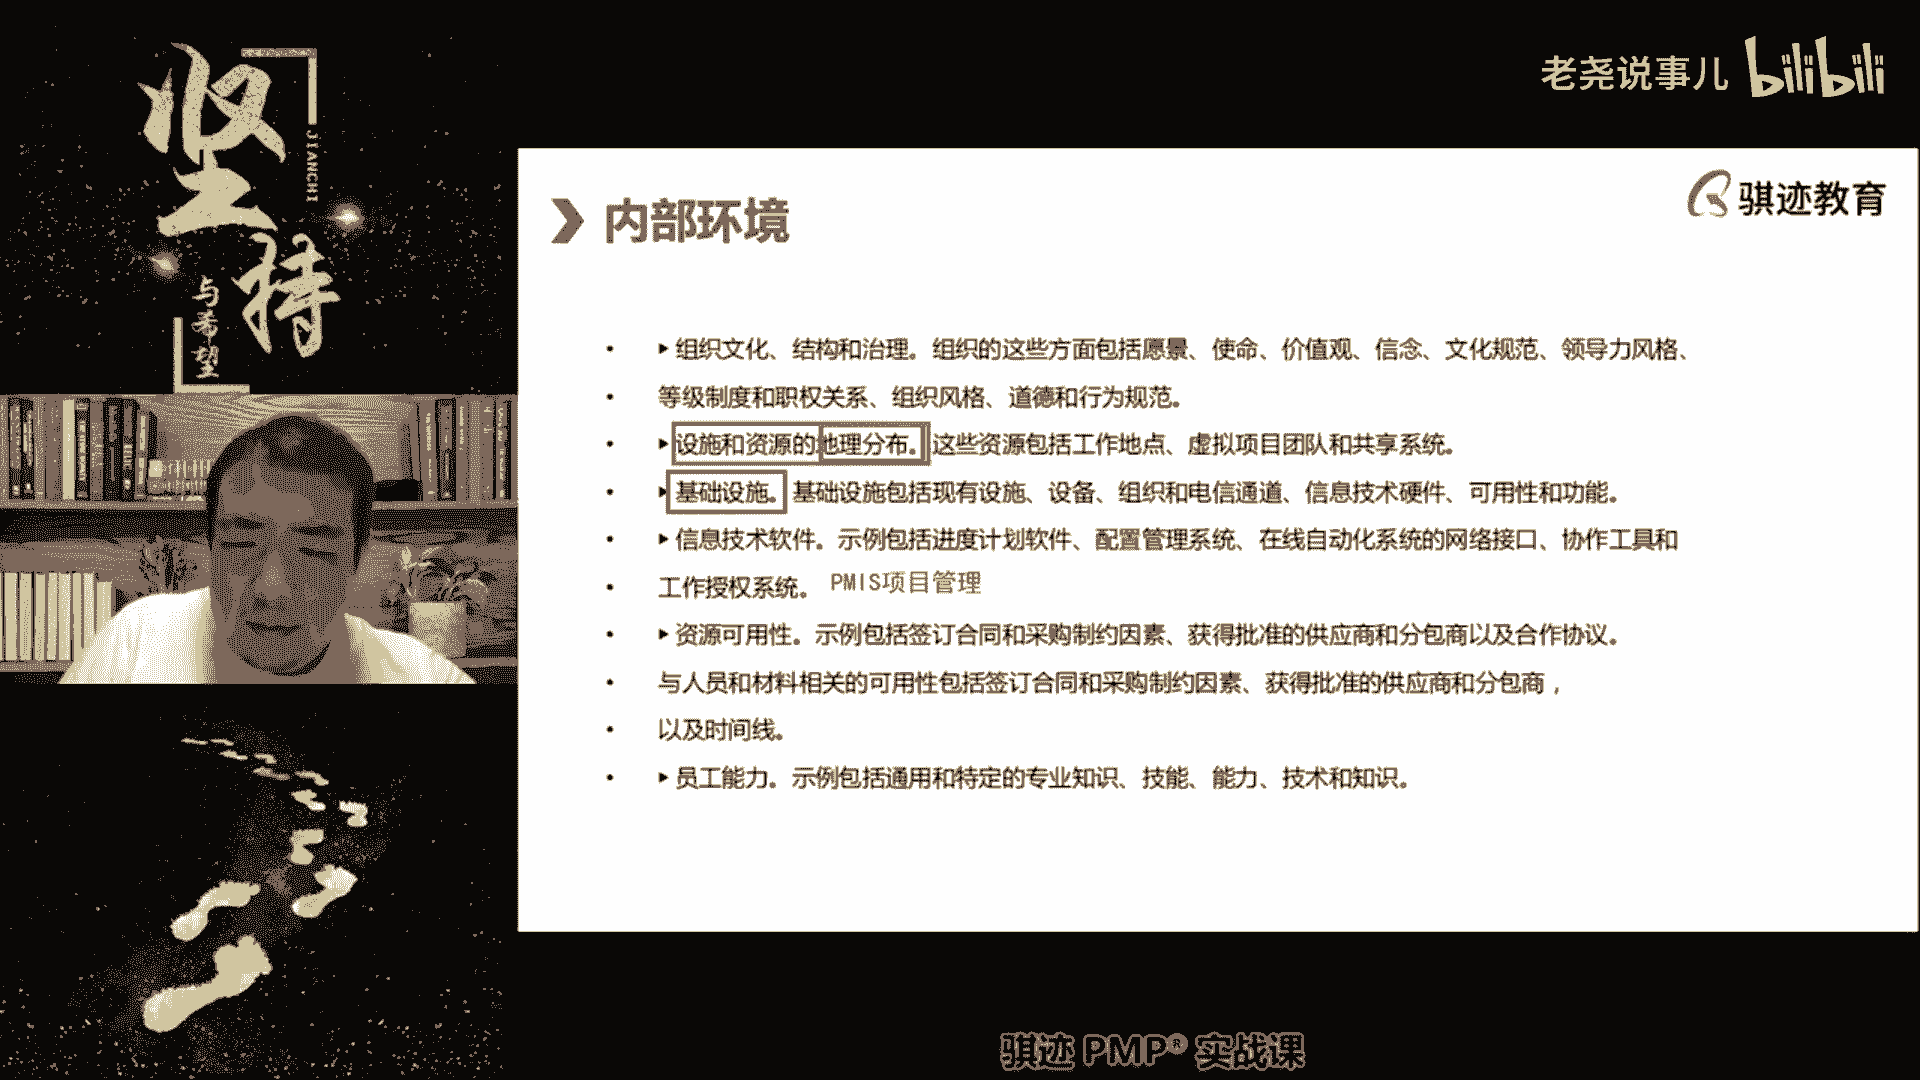 坚持
JIANCHI
与希望
老尧说事儿 bilibili
骐迹教育
内部环境
• ▸组织文化、结构和治理。组织的这些方面包括愿景、使命、价值观、信念、文化规范、领导力风格、
• 等级制度和职权关系、组织风格、道德和行为规范。
• ▸设施和资源的地理分布。这些资源包括工作地点、虚拟项目团队和共享系统。
• ▸基础设施。基础设施包括现有设施、设备、组织和电信通道、信息技术硬件、可用性和功能。
• ▸信息技术软件。示例包括进度计划软件、配置管理系统、在线自动化系统的网络接口、协作工具和
• 工作授权系统。 PMIS项目管理
• ▸资源可用性。示例包括签订合同和采购制约因素、获得批准的供应商和分包商以及合作协议。
• 与人员和材料相关的可用性包括签订合同和采购制约因素、获得批准的供应商和分包商，
• 以及时间线。
• ▸员工能力。示例包括通用和特定的专业知识、技能、能力、技术和知识。
骐迹 PMP® 实战课